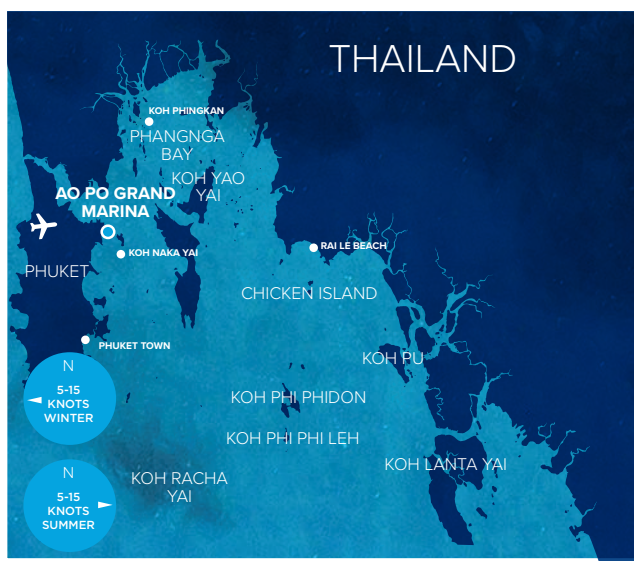 THAILAND
KOH PHINGKAN
PHANGNGA
BAY
KOH YAO
YAI
AO PO GRAND
MARINA
KOH NAKA YAI
RAI LE BEACH
PHUKET
CHICKEN ISLAND
PHUKET TOWN
KOH PU
N
5-15
KNOTS
WINTER
KOH PHI PHIDON
KOH PHI PHI LEH
KOH LANTA YAI
N
5-15
KNOTS
SUMMER
KOH RACHA
YAI